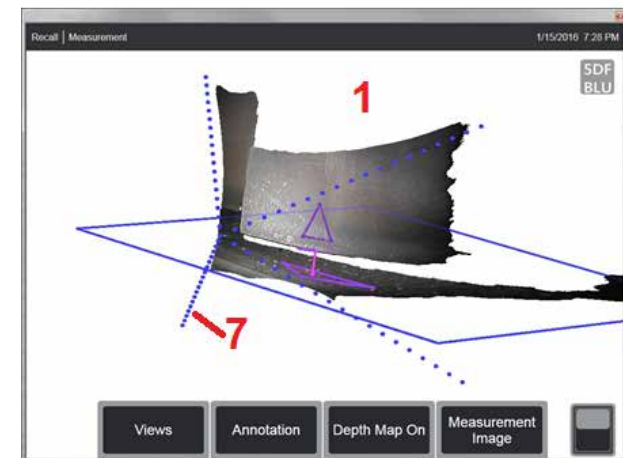 Recall | Measurement 1/15/2016 7:28 PM
5DF
BLU
1
7
Views
Annotation
Depth Map On
Measurement
Image